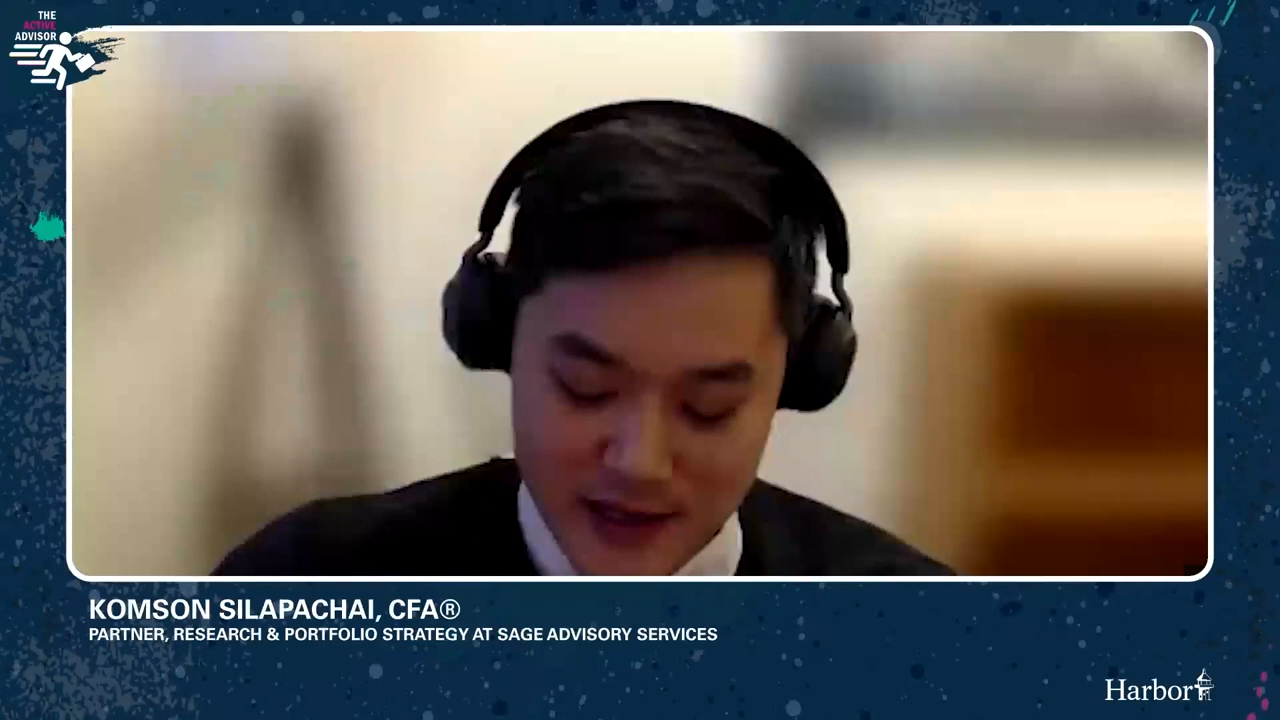 THE
ACTIVE
ADVISOR
KOMSON SILAPACHAI, CFA®
PARTNER, RESEARCH & PORTFOLIO STRATEGY AT SAGE ADVISORY SERVICES
Harbor